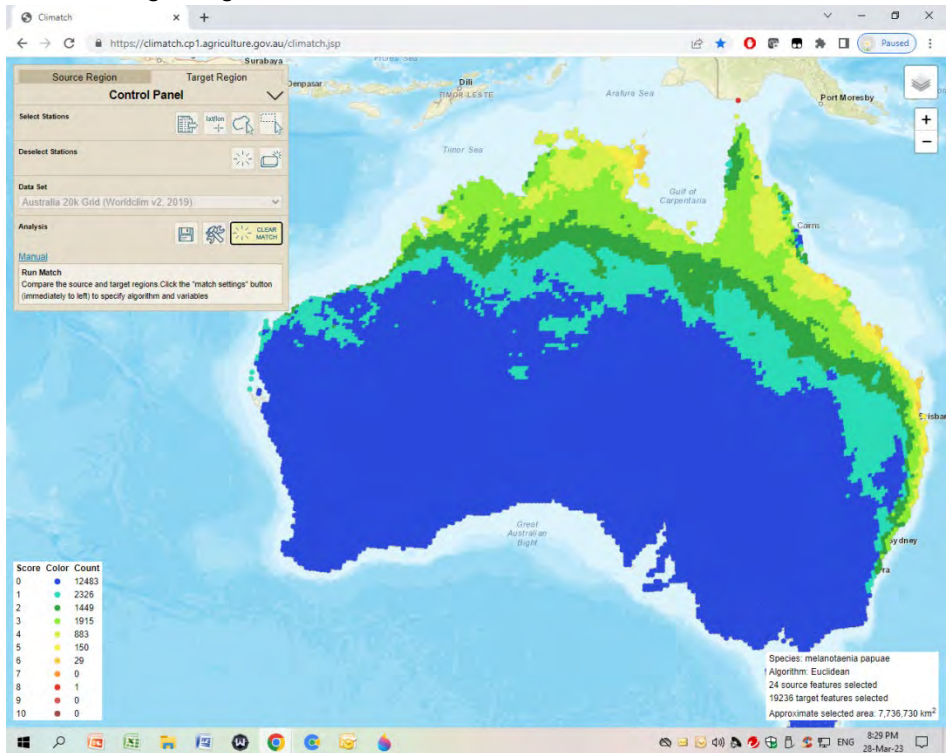 Climatch
https://climatch.cp1.agriculture.gov.au/climatch.jsp
Paused
Source Region Target Region
Control Panel
Select Stations
lat/lon
Deselect Stations
Data Set
Australia 20k Grid (Worldclim v2, 2019)
Analysis
CLEAR MATCH
Manual
Run Match
Compare the source and target regions.Click the "match settings" button
(immediately to left) to specify algorithm and variables
Surabaya
Denpasar
Dili
TIMOR-LESTE
Arafura Sea
Port Moresby
Timor Sea
Gulf of
Carpentaria
Cairns
Great
Australian
Bight
Score Color Count
0 12483
1 2326
2 1449
3 1915
4 883
5 150
6 29
7 0
8 1
9 0
10 0
Species: melanotaenia papuae
Algorithm: Euclidean
24 source features selected
19236 target features selected
Approximate selected area: 7,736,730 km²
ENG
8:29 PM
28-Mar-23